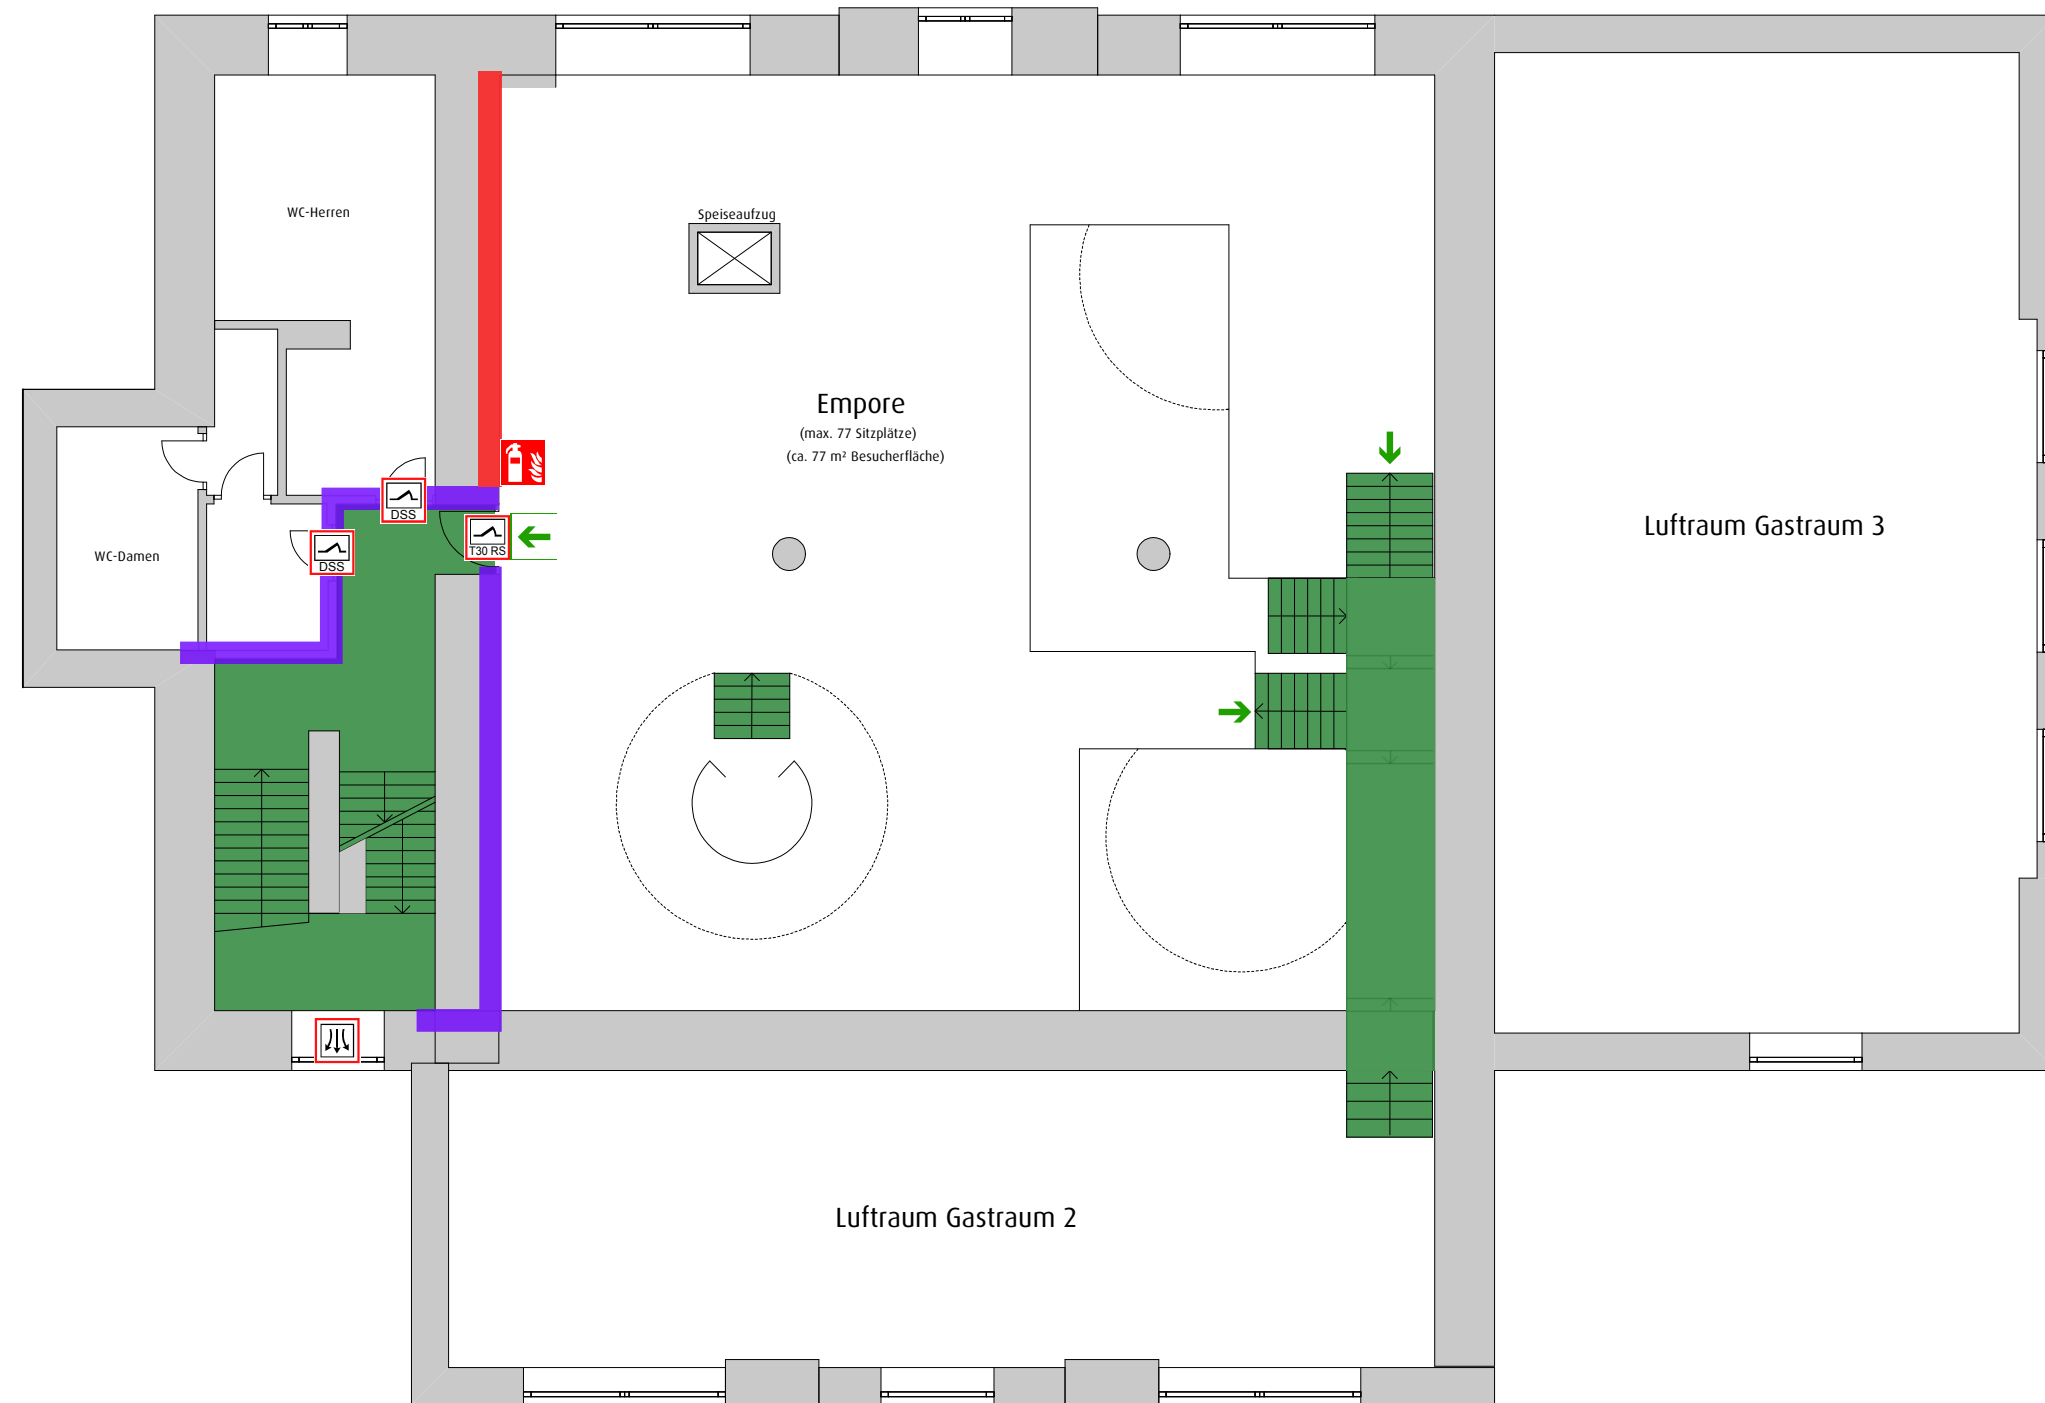 WC-Herren
Speiseaufzug
Empore
(max. 77 Sitzplätze)
(ca. 77 m² Besucherfläche)
DSS
DSS
T30 RS
WC-Damen
Luftraum Gastraum 3
Luftraum Gastraum 2